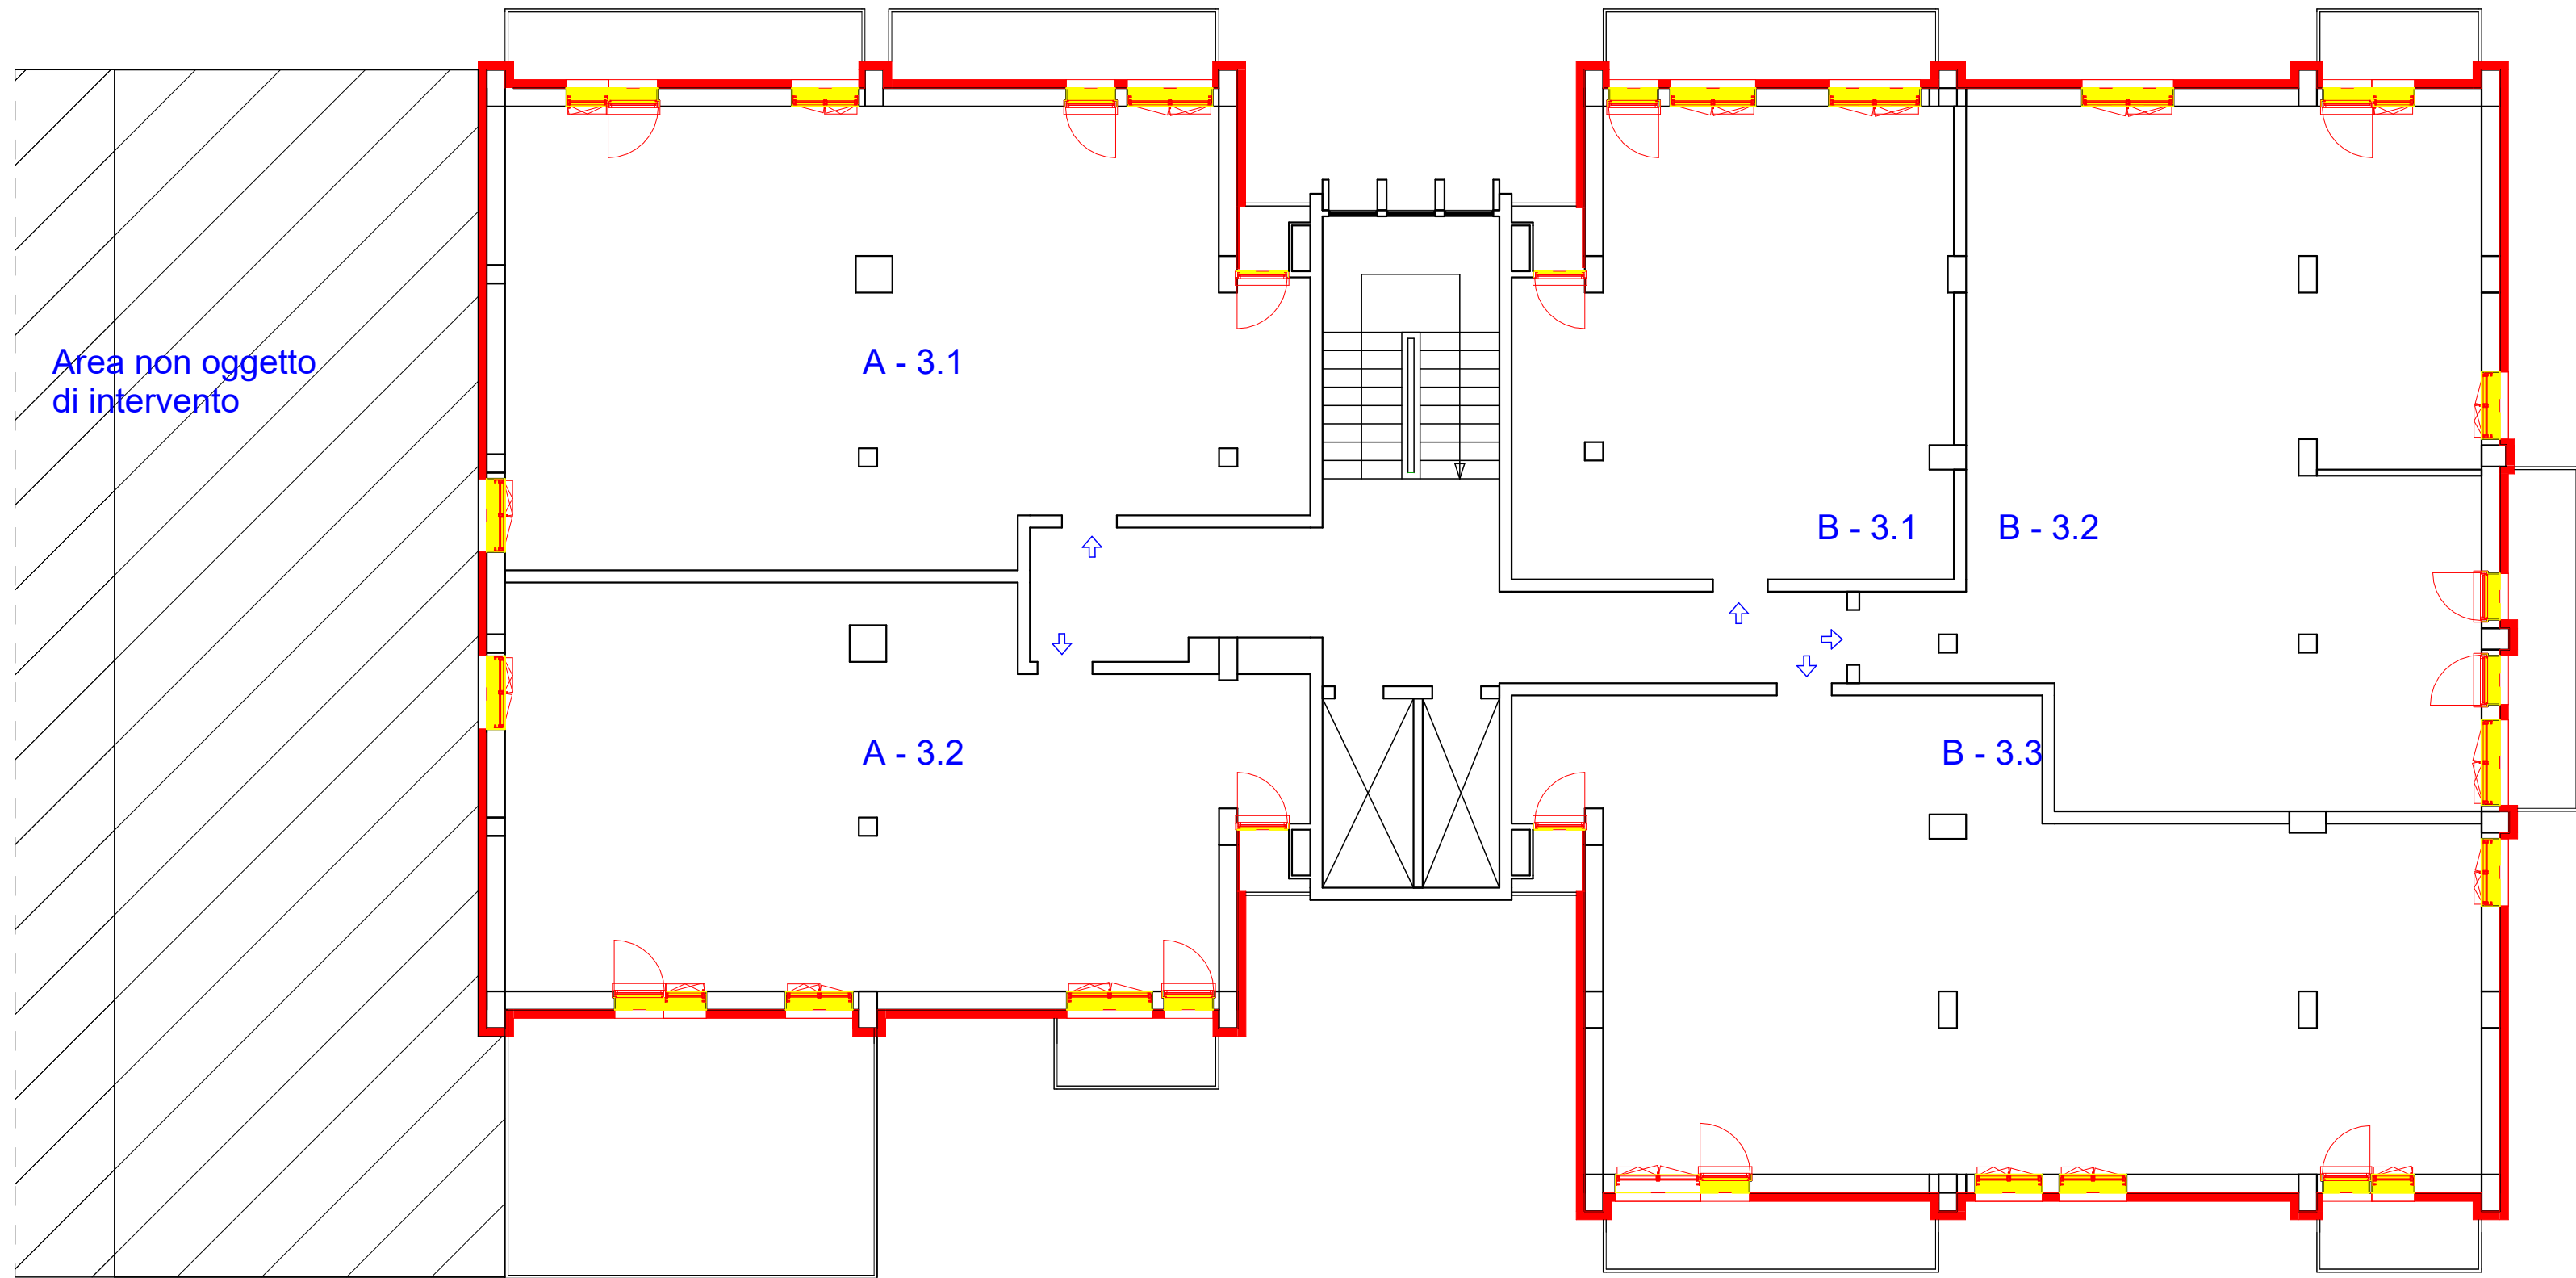 Area non oggetto
di intervento
A - 3.1
B - 3.1
B - 3.2
A - 3.2
B - 3.3